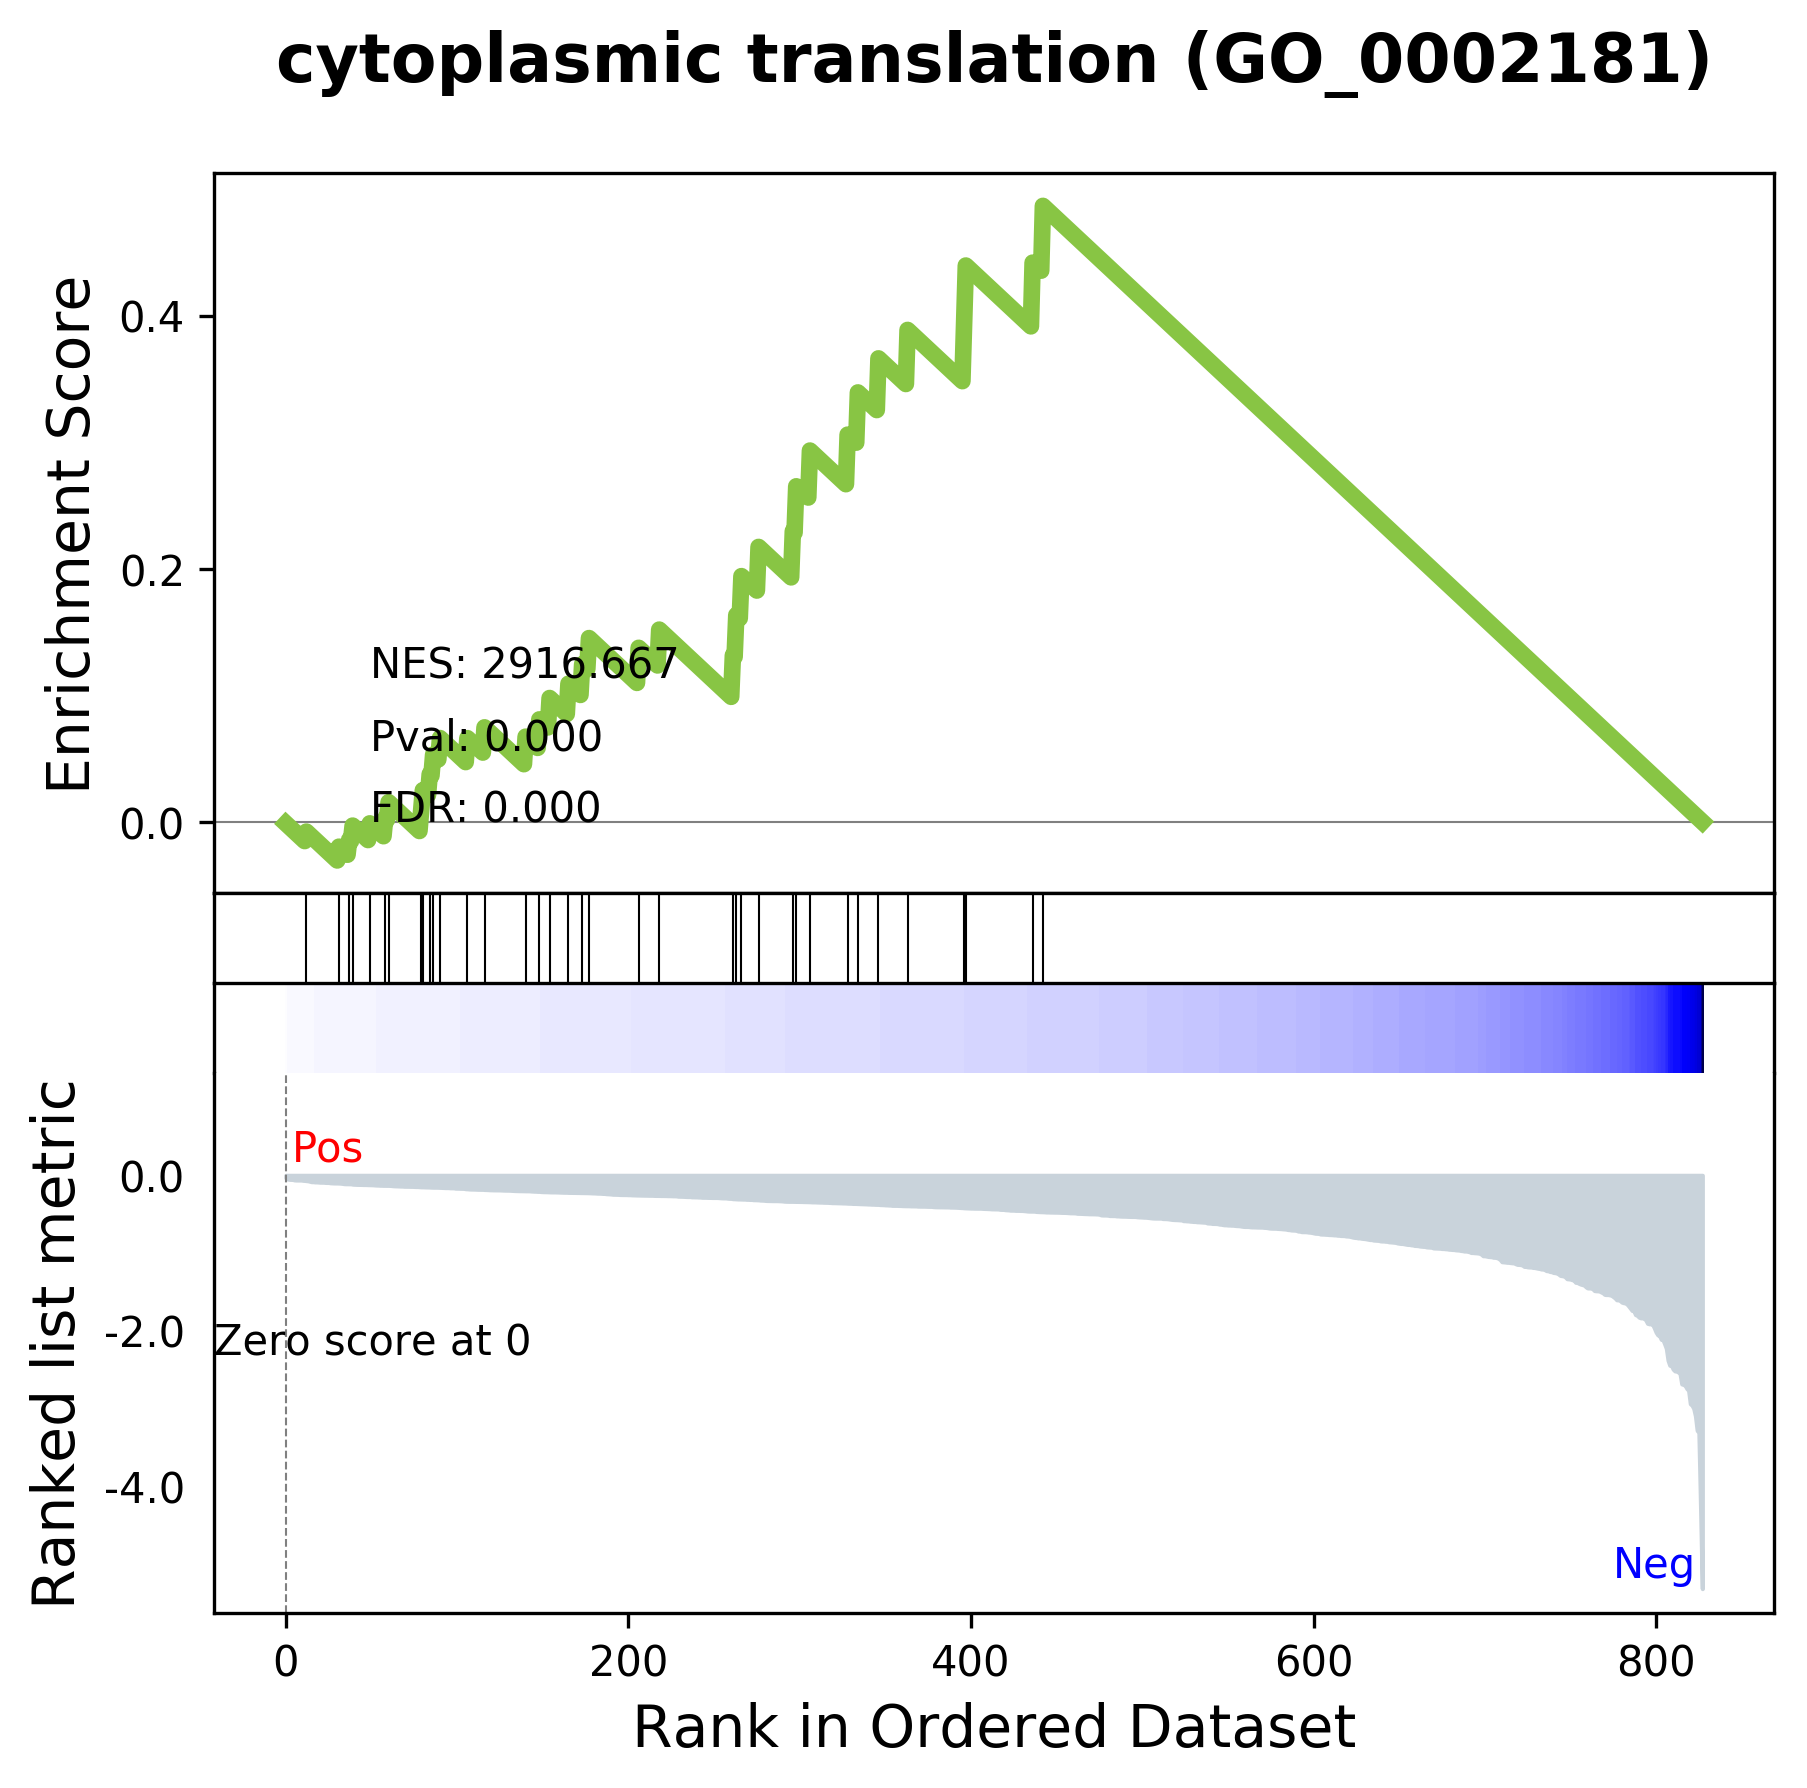 cytoplasmic translation (GO_0002181)
Enrichment Score
0.4
0.2
0.0
NES: 2916.667
Pval: 0.000
FDR: 0.000
Ranked list metric
0.0
-2.0
-4.0
Pos
Zero score at 0
Neg
0 200 400 600 800
Rank in Ordered Dataset